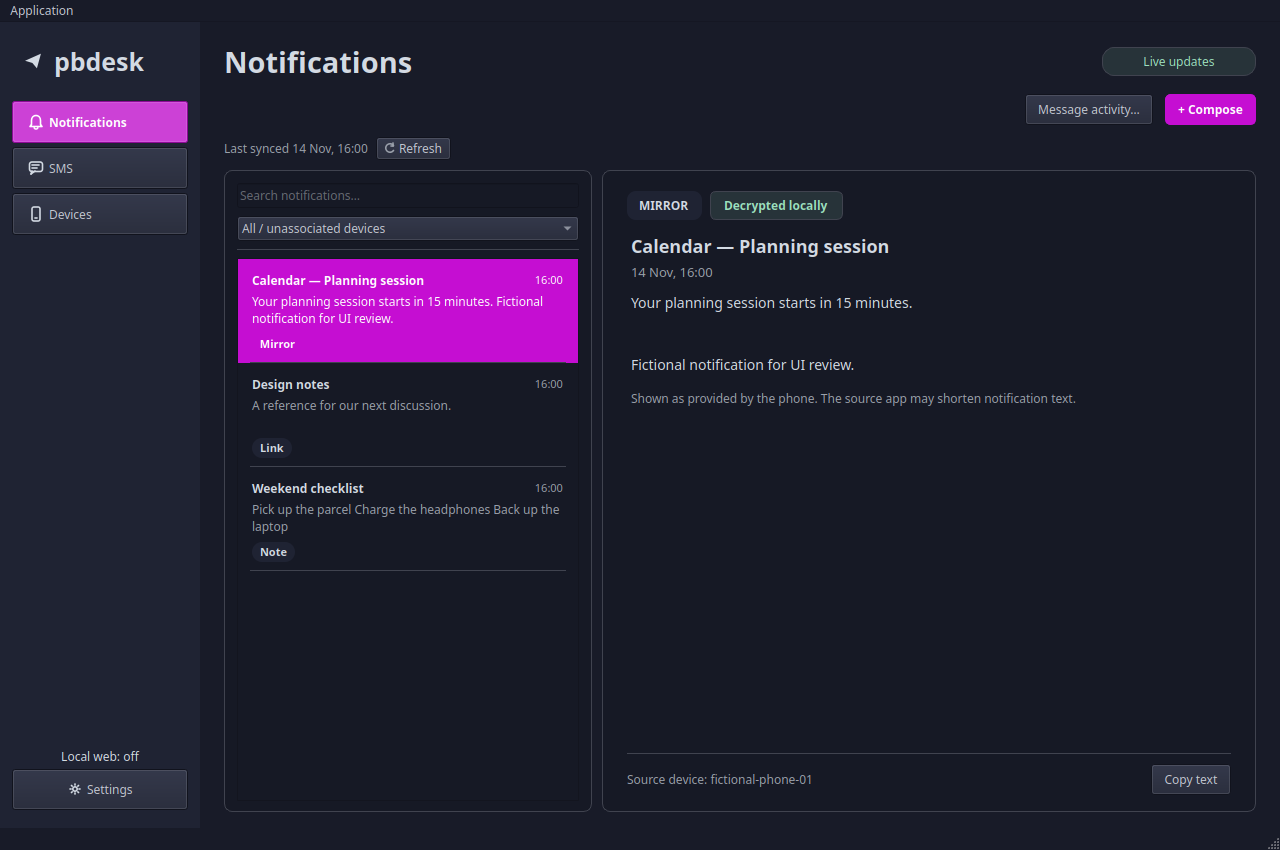 Application
pbdesk
Notifications
SMS
Devices
Local web: off
Settings
Notifications
Live updates
Message activity...
+ Compose
Last synced 14 Nov, 16:00
Refresh
Search notifications...
All / unassociated devices
Calendar — Planning session 16:00
Your planning session starts in 15 minutes. Fictional
notification for UI review.
Mirror
Design notes 16:00
A reference for our next discussion.
Link
Weekend checklist 16:00
Pick up the parcel Charge the headphones Back up the
laptop
Note
MIRROR
Decrypted locally
Calendar — Planning session
14 Nov, 16:00
Your planning session starts in 15 minutes.
Fictional notification for UI review.
Shown as provided by the phone. The source app may shorten notification text.
Source device: fictional-phone-01
Copy text